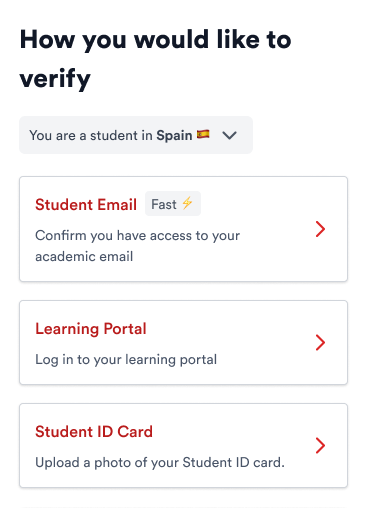 How you would like to
verify
You are a student in Spain 🇪🇸
Student Email Fast ⚡
Confirm you have access to your
academic email
Learning Portal
Log in to your learning portal
Student ID Card
Upload a photo of your Student ID card.